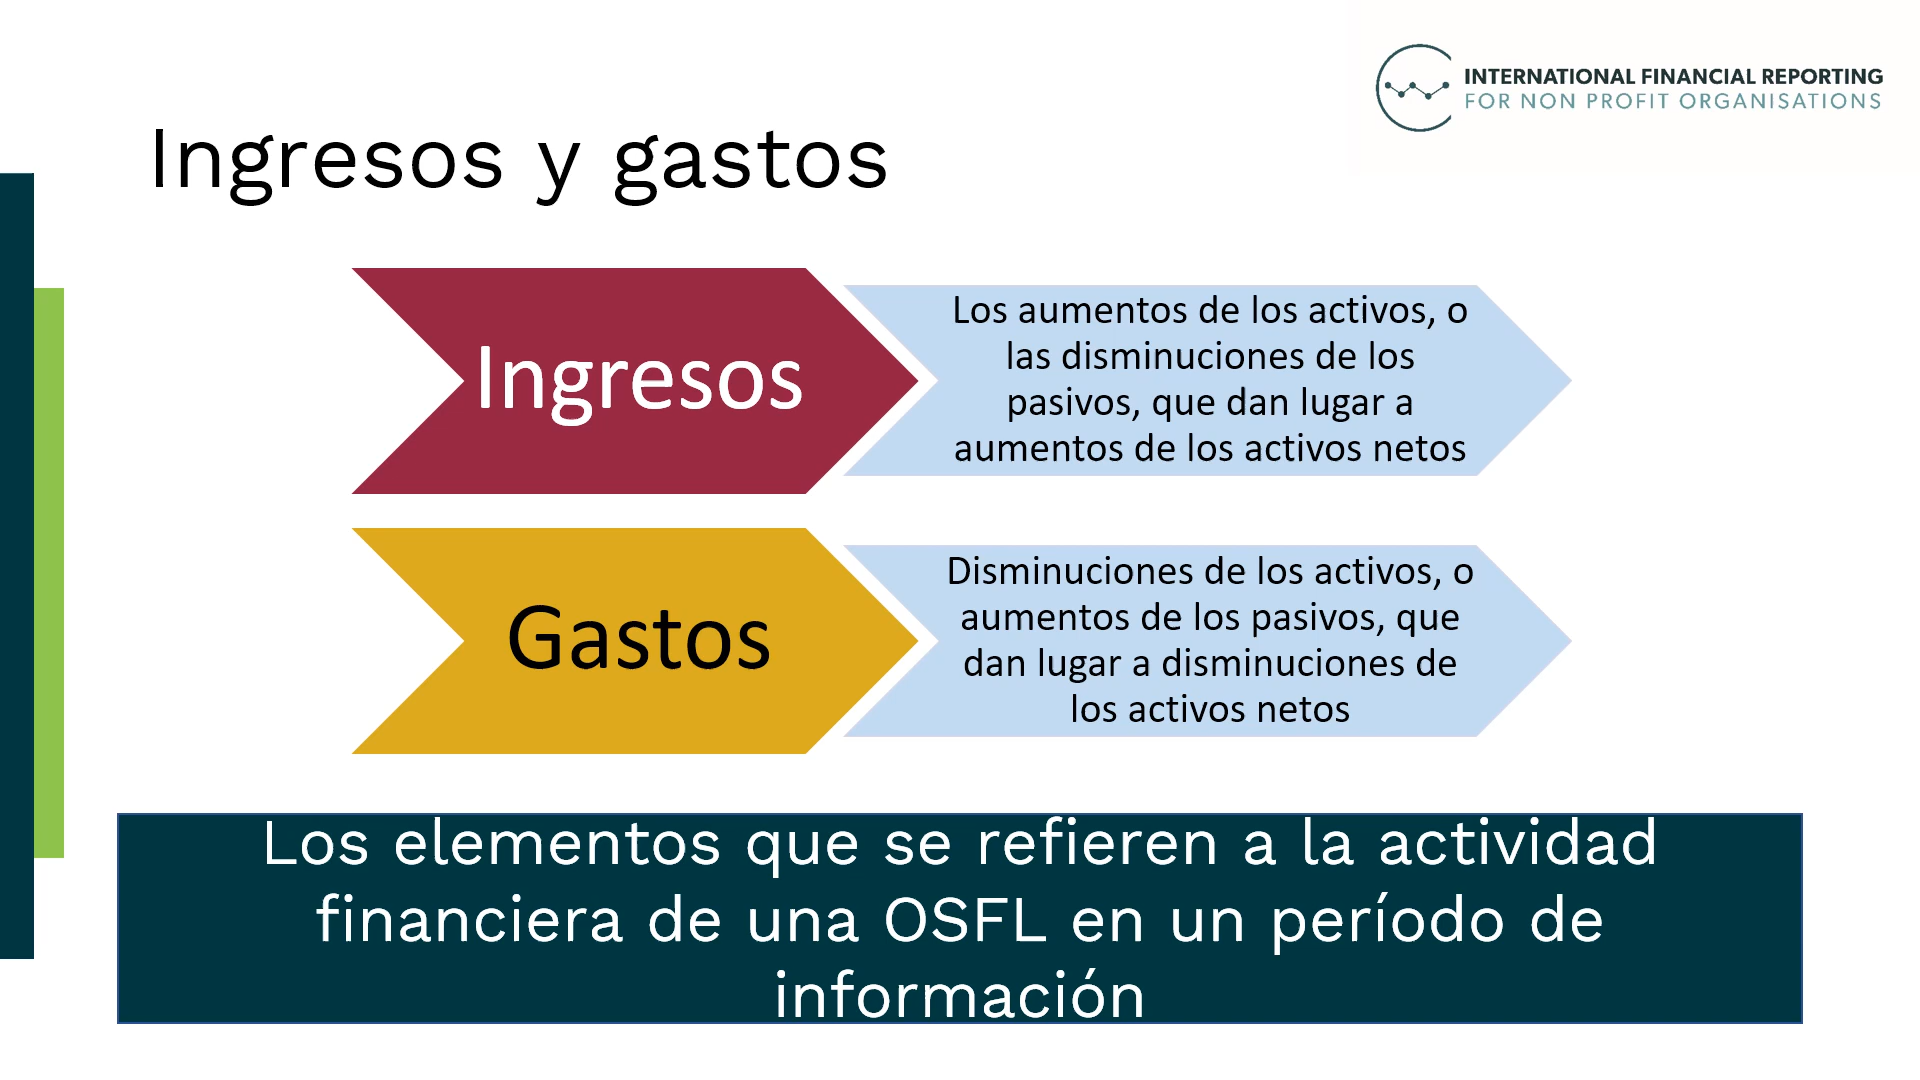 INTERNATIONAL FINANCIAL REPORTING
FOR NON PROFIT ORGANISATIONS
Ingresos y gastos
Ingresos
Los aumentos de los activos, o
las disminuciones de los
pasivos, que dan lugar a
aumentos de los activos netos
Gastos
Disminuciones de los activos, o
aumentos de los pasivos, que
dan lugar a disminuciones de
los activos netos
Los elementos que se refieren a la actividad
financiera de una OSFL en un período de
información